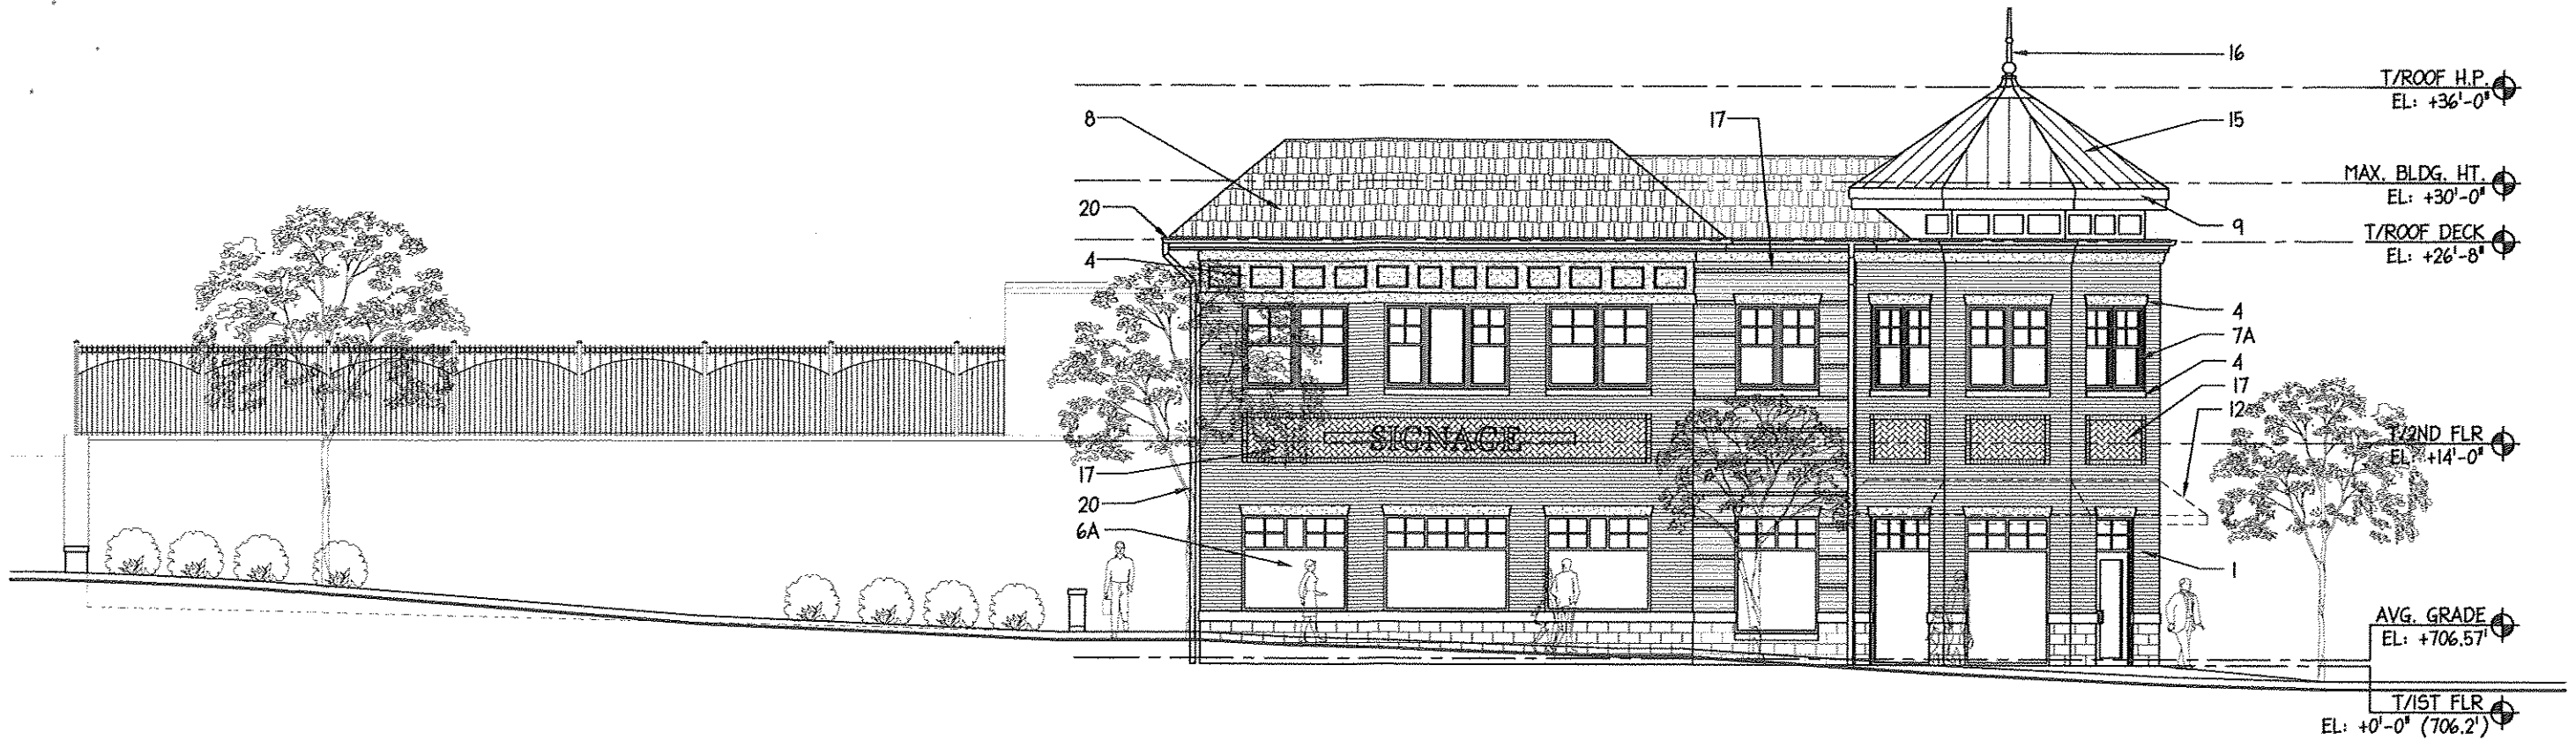 16
T/ROOF H.P.
EL: +36'-0"
8
17
15
MAX. BLDG. HT.
EL: +30'-0"
20
9
T/ROOF DECK
EL: +26'-8"
4
4
7A
4
17
12
SIGNAGE
T/2ND FLR
EL: +14'-0"
17
20
6A
1
AVG. GRADE
EL: +706.57'
T/1ST FLR
EL: +0'-0" (706.2')